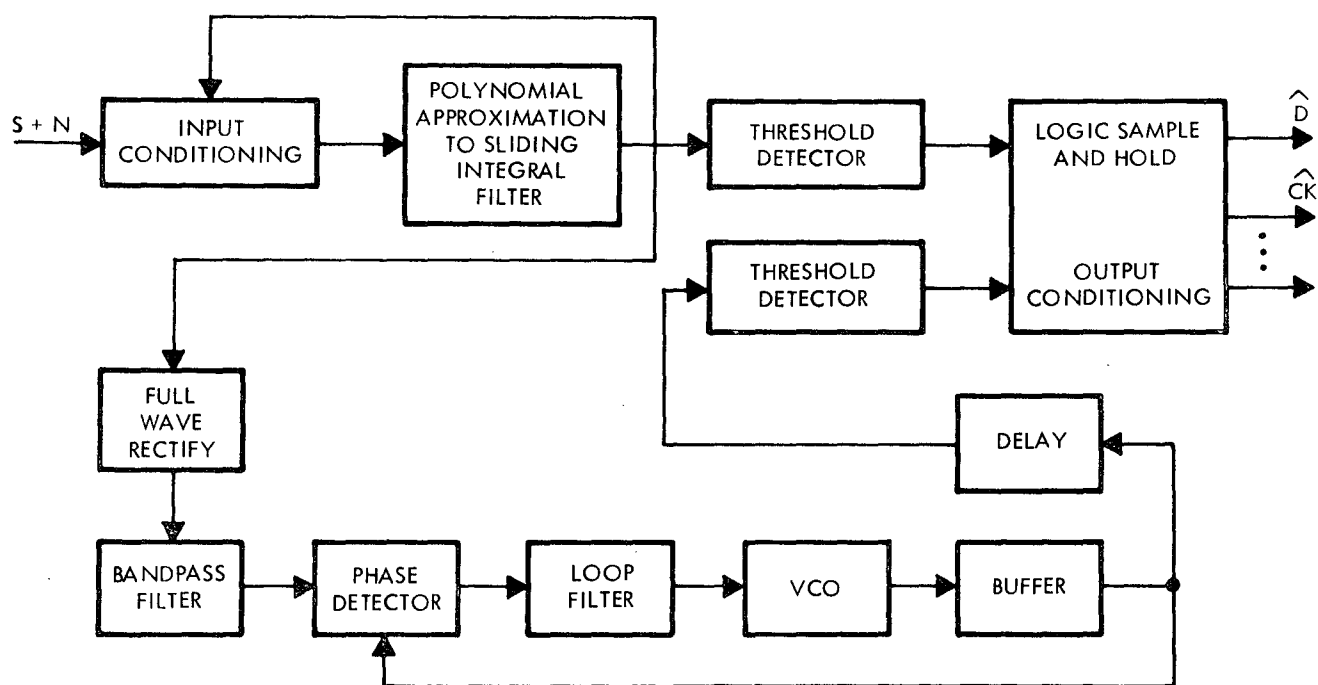 S + N
INPUT
CONDITIONING
POLYNOMIAL
APPROXIMATION
TO SLIDING
INTEGRAL
FILTER
THRESHOLD
DETECTOR
LOGIC SAMPLE
AND HOLD
OUTPUT
CONDITIONING
D̂
ĈK
THRESHOLD
DETECTOR
FULL
WAVE
RECTIFY
DELAY
BANDPASS
FILTER
PHASE
DETECTOR
LOOP
FILTER
VCO
BUFFER